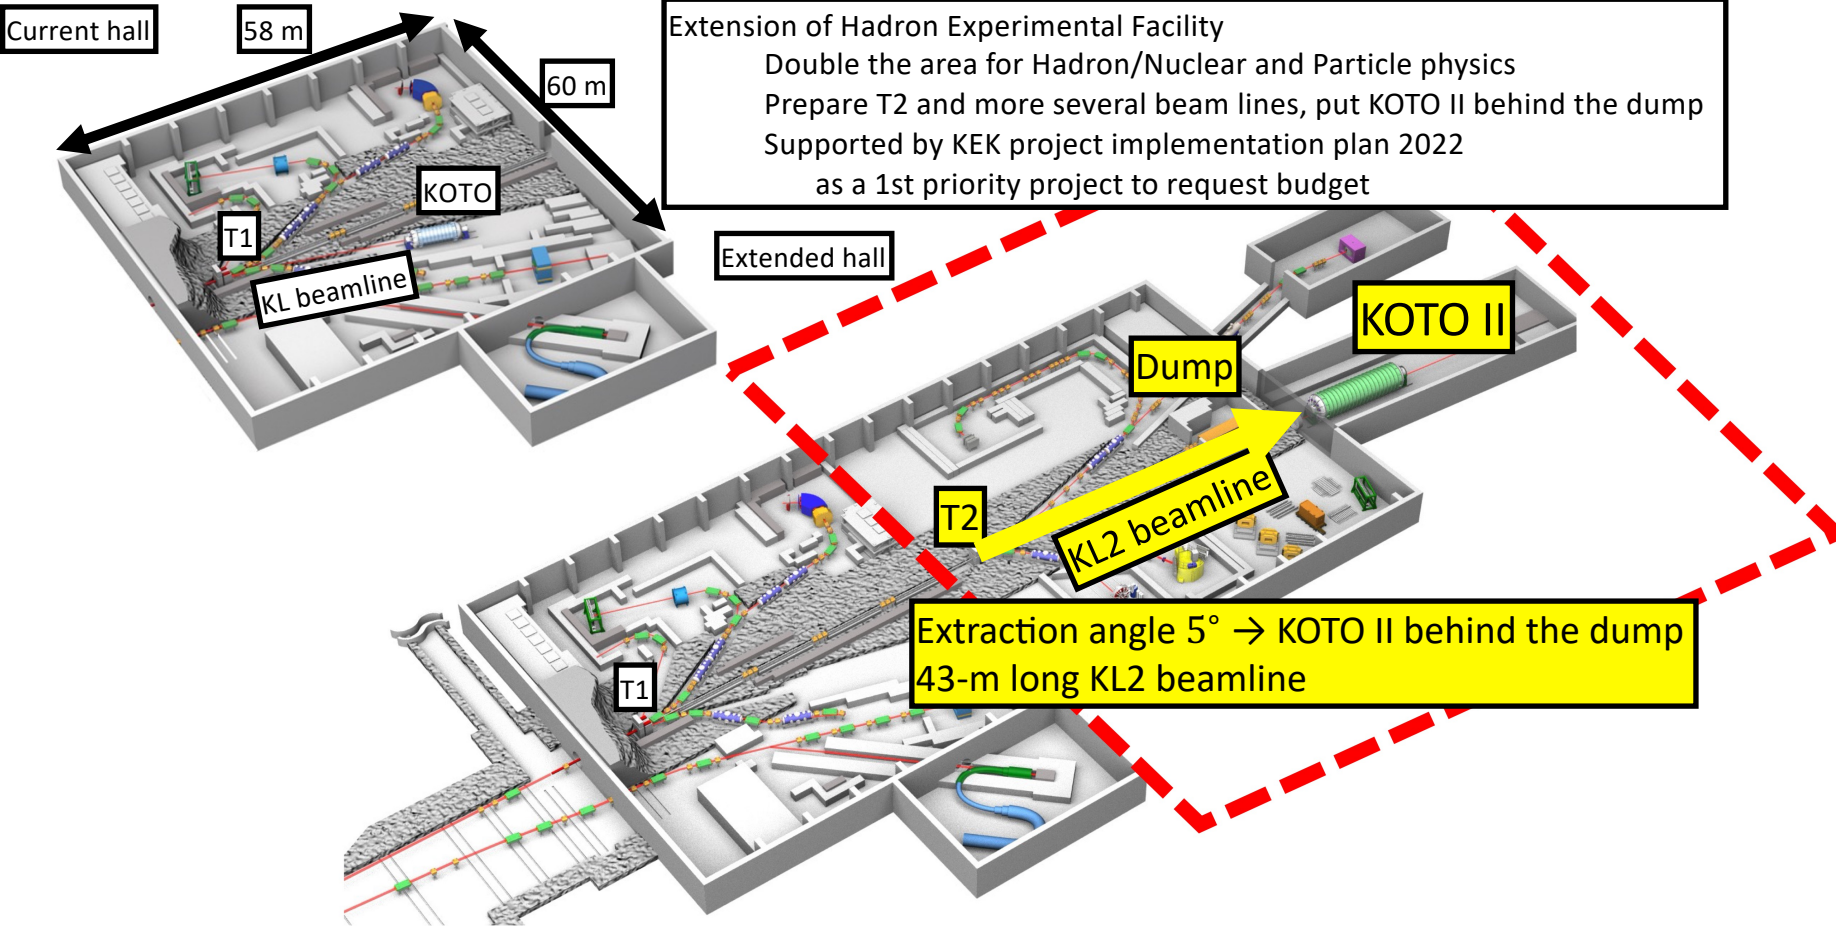 Current hall
58 m
60 m
KOTO
T1
KL beamline
Extension of Hadron Experimental Facility
Double the area for Hadron/Nuclear and Particle physics
Prepare T2 and more several beam lines, put KOTO II behind the dump
Supported by KEK project implementation plan 2022
as a 1st priority project to request budget
Extended hall
KOTO II
Dump
T2
KL2 beamline
Extraction angle 5° → KOTO II behind the dump
43-m long KL2 beamline
T1